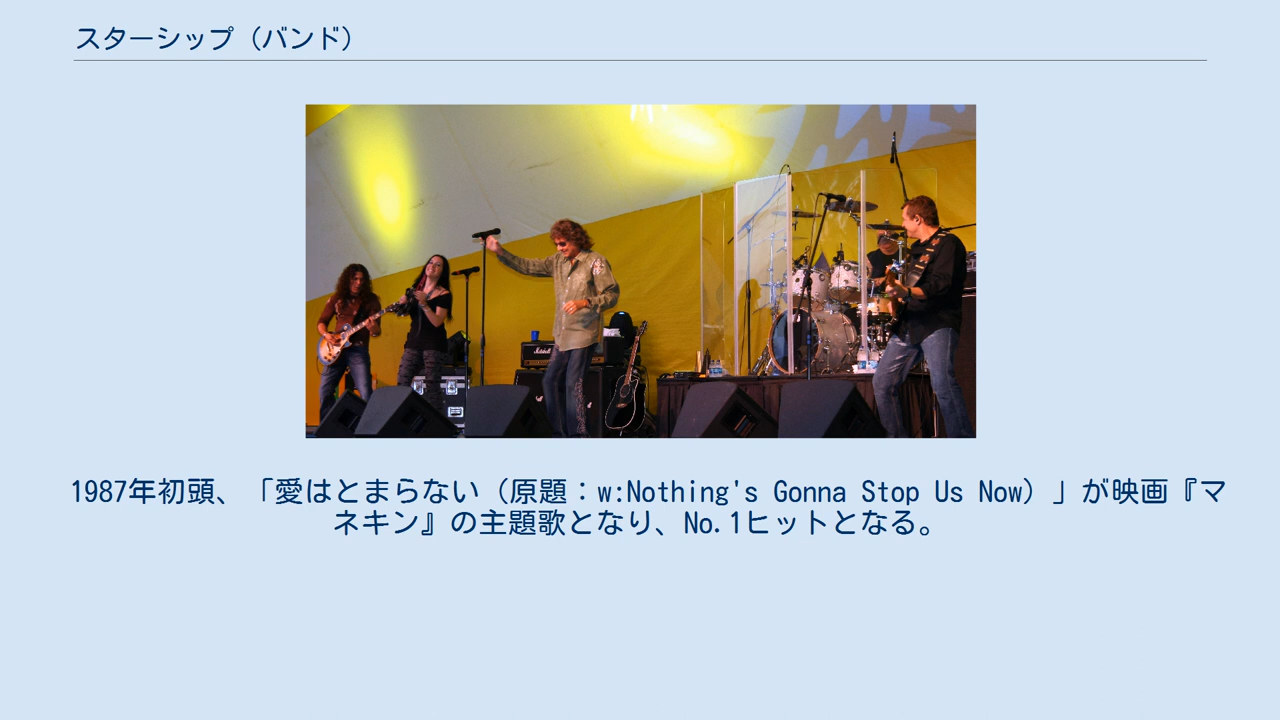 スターシップ（バンド）
Marshall
1987年初頭、「愛はとまらない（原題：w:Nothing's Gonna Stop Us Now）」が映画『マ
ネキン』の主題歌となり、No.1ヒットとなる。